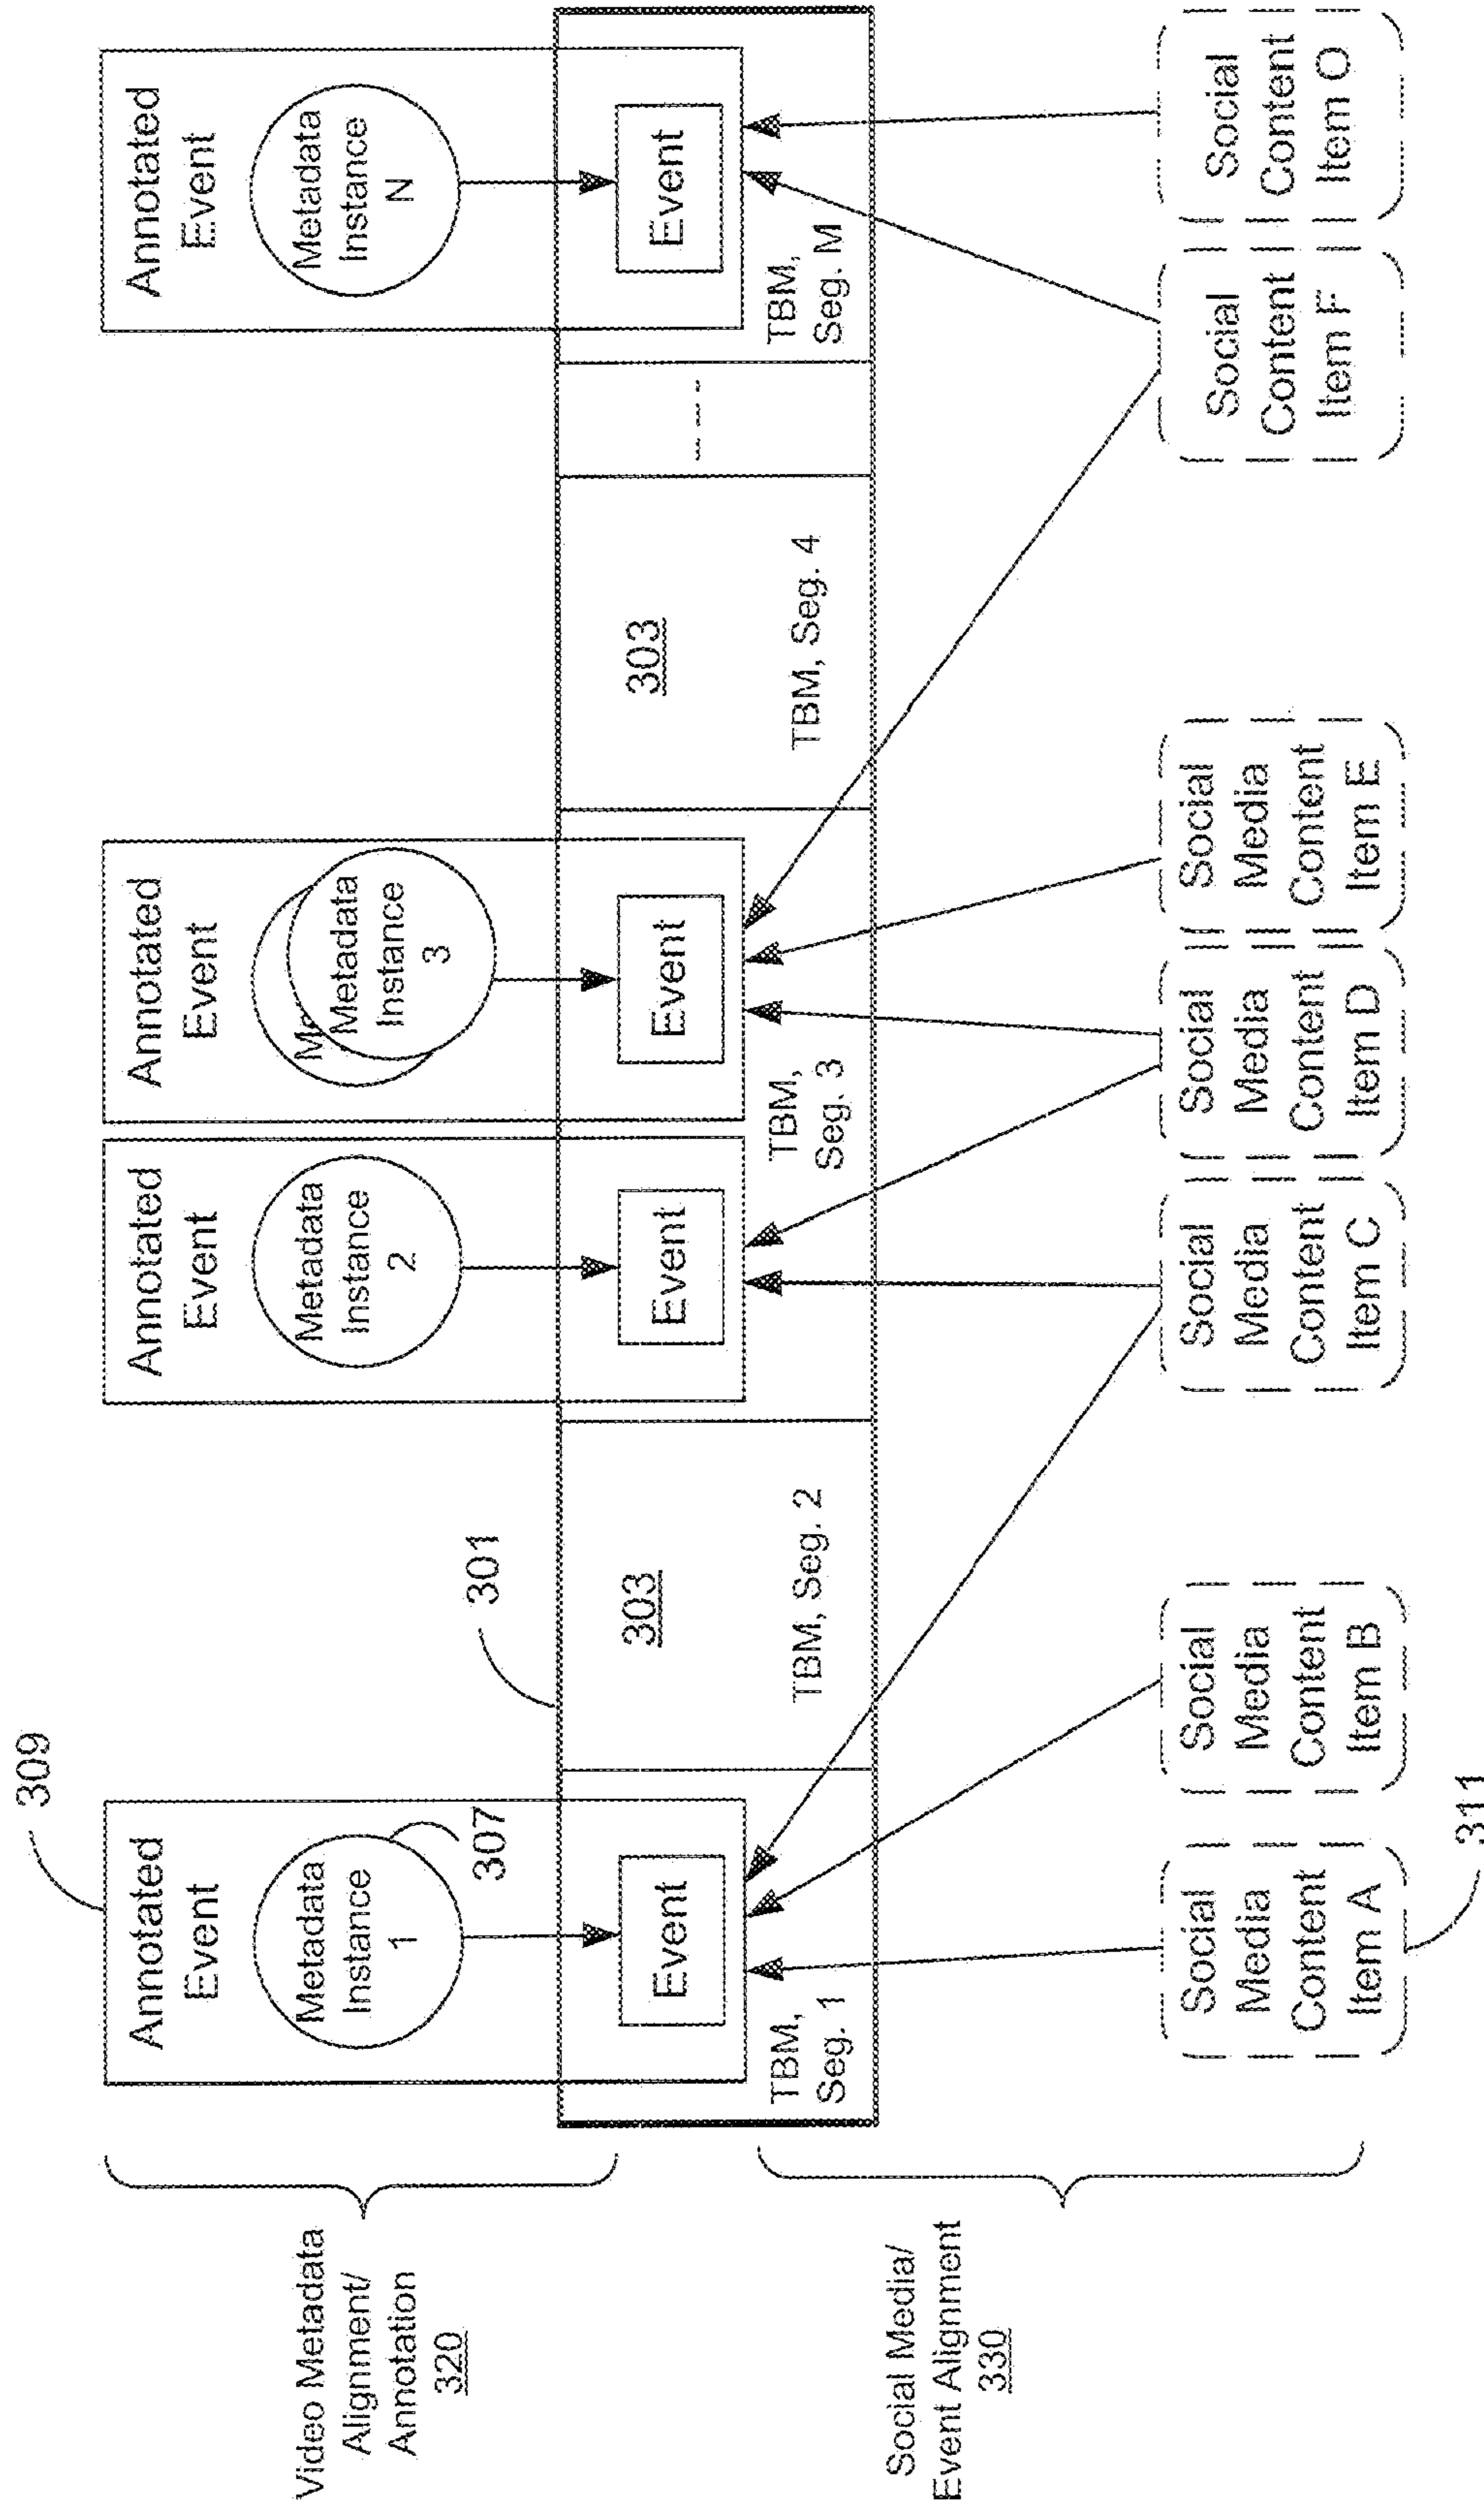 309
Annotated
Event
Metadata
Instance
1
307
Event
TBM,
Seg. 1
301
303
TBM, Seg. 2
Annotated
Event
Metadata
Instance
2
Event
TBM,
Seg. 3
Annotated
Event
Me
Metadata
Instance
3
Event
303
TBM, Seg. 4
Annotated
Event
Metadata
Instance
N
Event
TBM,
Seg. M
Video Metadata
Alignment/
Annotation
320
Social Media/
Event Alignment
330
Social
Media
Content
Item A
311
Social
Media
Content
Item B
Social
Media
Content
Item C
Social
Media
Content
Item D
Social
Media
Content
Item E
Social
Content
Item F
Social
Content
Item O